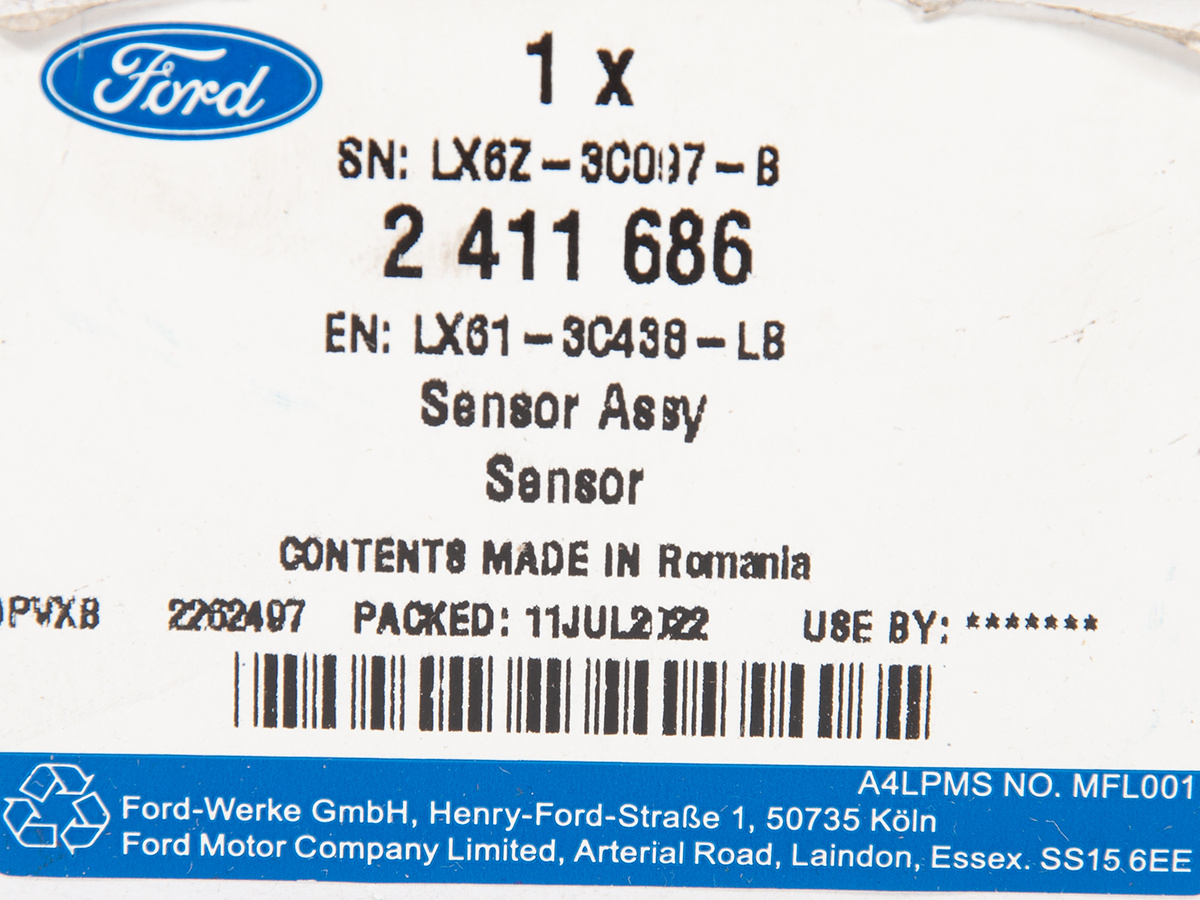 Ford
1 x
SN: LX6Z-3C097-B
2 411 686
EN: LX61-3C438-LB
Sensor Assy
Sensor
CONTENTS MADE IN Romania
2262497 PACKED: 11JUL2022 USE BY: *******
A4LPMS NO. MFL001
Ford-Werke GmbH, Henry-Ford-Straße 1, 50735 Köln
Ford Motor Company Limited, Arterial Road, Laindon, Essex. SS15 6EE